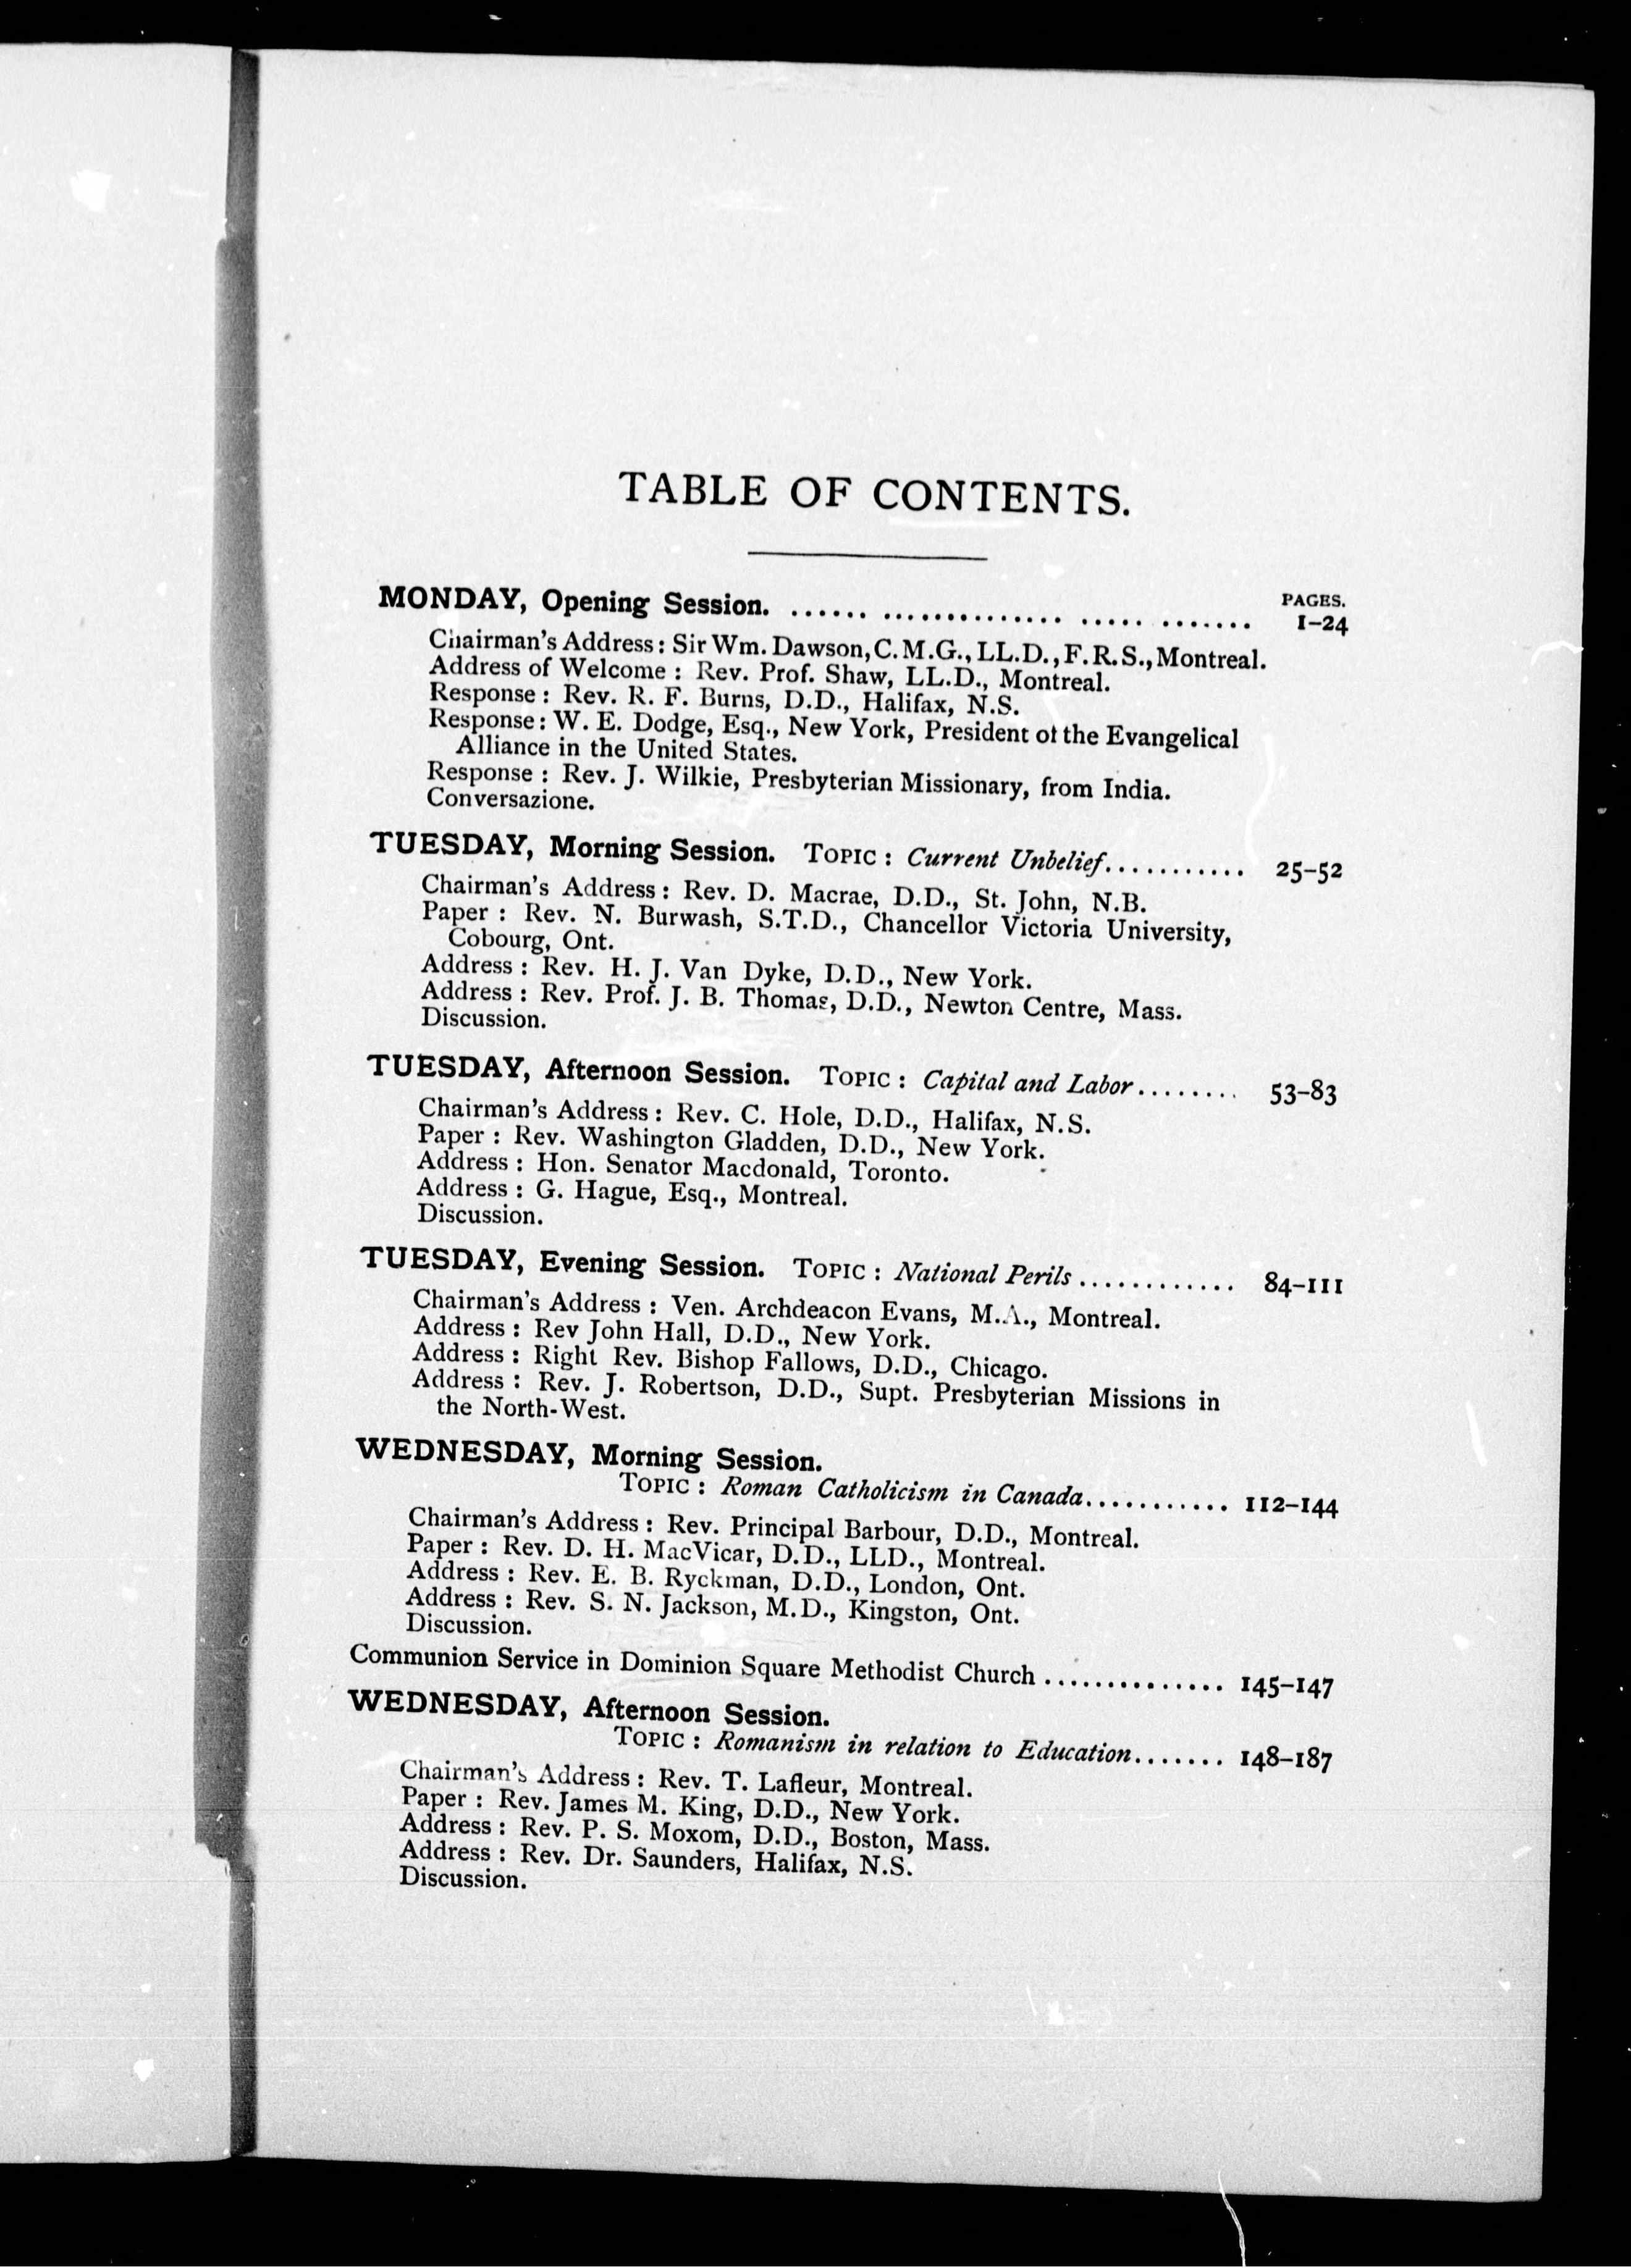 TABLE OF CONTENTS.
PAGES.
MONDAY, Opening Session. ...... .............. ..... ....... 1-24
Chairman's Address: Sir Wm. Dawson, C.M.G., LL.D., F.R.S., Montreal.
Address of Welcome : Rev. Prof. Shaw, LL.D., Montreal.
Response : Rev. R. F. Burns, D.D., Halifax, N.S.
Response: W. E. Dodge, Esq., New York, President of the Evangelical
Alliance in the United States.
Response : Rev. J. Wilkie, Presbyterian Missionary, from India.
Conversazione.
TUESDAY, Morning Session. TOPIC : Current Unbelief........... 25-52
Chairman's Address : Rev. D. Macrae, D.D., St. John, N.B.
Paper : Rev. N. Burwash, S.T.D., Chancellor Victoria University,
Cobourg, Ont.
Address : Rev. H. J. Van Dyke, D.D., New York.
Address : Rev. Prof. J. B. Thomas, D.D., Newton Centre, Mass.
Discussion.
TUESDAY, Afternoon Session. TOPIC : Capital and Labor........ 53-83
Chairman's Address : Rev. C. Hole, D.D., Halifax, N.S.
Paper : Rev. Washington Gladden, D.D., New York.
Address : Hon. Senator Macdonald, Toronto.
Address : G. Hague, Esq., Montreal.
Discussion.
TUESDAY, Evening Session. TOPIC : National Perils ............ 84-111
Chairman's Address : Ven. Archdeacon Evans, M.A., Montreal.
Address : Rev John Hall, D.D., New York.
Address : Right Rev. Bishop Fallows, D.D., Chicago.
Address : Rev. J. Robertson, D.D., Supt. Presbyterian Missions in
the North-West.
WEDNESDAY, Morning Session.
TOPIC : Roman Catholicism in Canada........... 112-144
Chairman's Address : Rev. Principal Barbour, D.D., Montreal.
Paper : Rev. D. H. MacVicar, D.D., LLD., Montreal.
Address : Rev. E. B. Ryckman, D.D., London, Ont.
Address : Rev. S. N. Jackson, M.D., Kingston, Ont.
Discussion.
Communion Service in Dominion Square Methodist Church .............. 145-147
WEDNESDAY, Afternoon Session.
TOPIC : Romanism in relation to Education....... 148-187
Chairman's Address : Rev. T. Lafleur, Montreal.
Paper : Rev. James M. King, D.D., New York.
Address : Rev. P. S. Moxom, D.D., Boston, Mass.
Address : Rev. Dr. Saunders, Halifax, N.S.
Discussion.